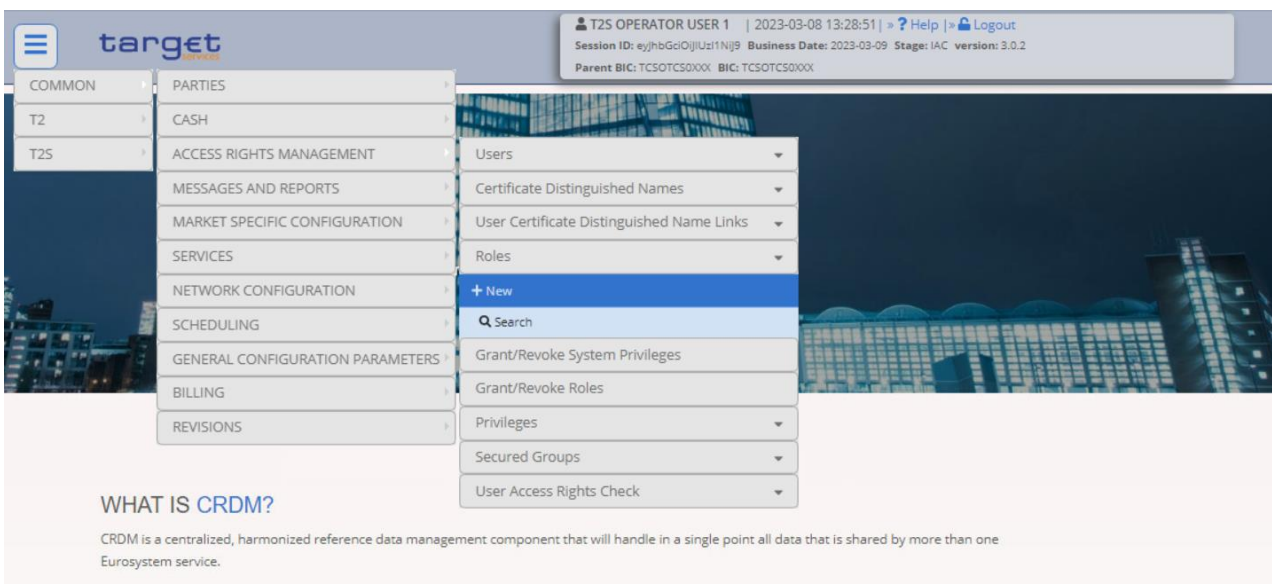 T2S OPERATOR USER 1 | 2023-03-08 13:28:51| » ? Help |» Logout
target
services
Session ID: eyJhbGciOiJIUzI1NiJ9 Business Date: 2023-03-09 Stage: IAC version: 3.0.2
Parent BIC: TCSOTCS0XXX BIC: TCSOTCS0XXX
COMMON
T2
T2S
PARTIES
CASH
ACCESS RIGHTS MANAGEMENT
MESSAGES AND REPORTS
MARKET SPECIFIC CONFIGURATION
SERVICES
NETWORK CONFIGURATION
SCHEDULING
GENERAL CONFIGURATION PARAMETERS
BILLING
REVISIONS
Users
Certificate Distinguished Names
User Certificate Distinguished Name Links
Roles
+ New
Search
Grant/Revoke System Privileges
Grant/Revoke Roles
Privileges
Secured Groups
User Access Rights Check
WHAT IS CRDM?
CRDM is a centralized, harmonized reference data management component that will handle in a single point all data that is shared by more than one
Eurosystem service.